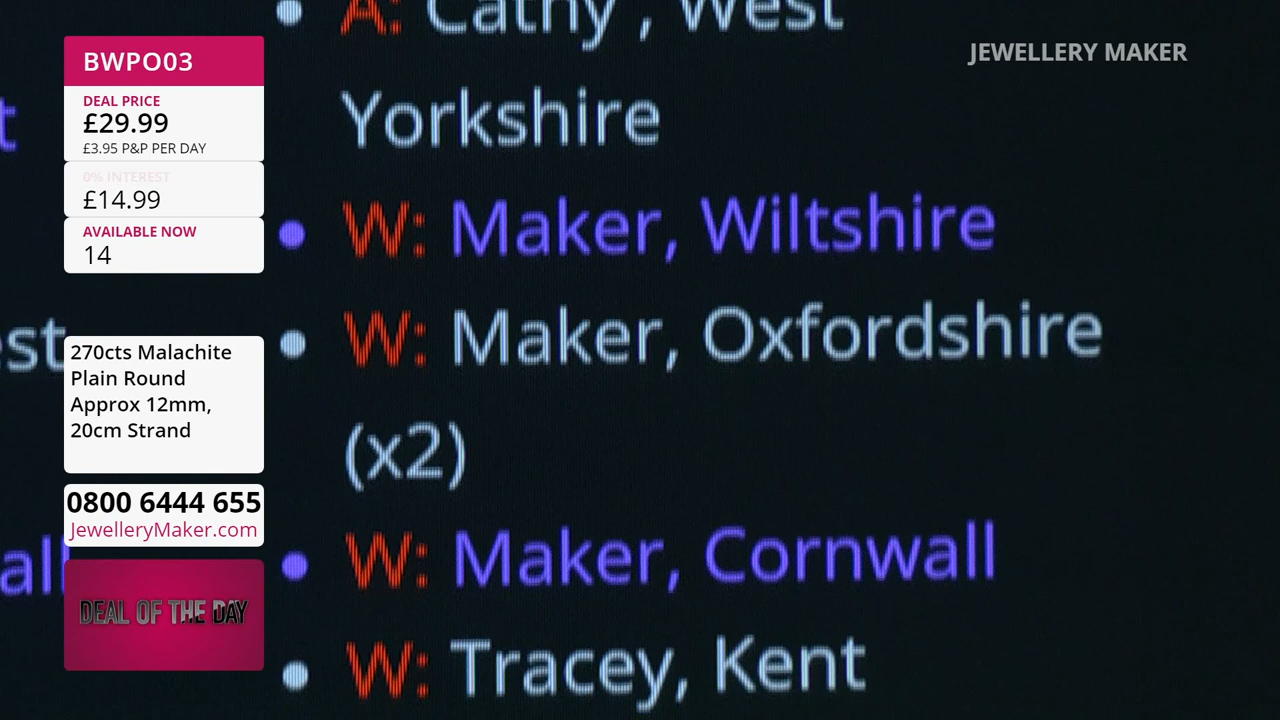 BWPO03
DEAL PRICE
£29.99
£3.95 P&P PER DAY
0% INTEREST
£14.99
AVAILABLE NOW
14
270cts Malachite
Plain Round
Approx 12mm,
20cm Strand
0800 6444 655
JewelleryMaker.com
DEAL OF THE DAY
JEWELLERY MAKER
A: Cathy , West
Yorkshire
• W: Maker, Wiltshire
• W: Maker, Oxfordshire
(x2)
• W: Maker, Cornwall
• W: Tracey, Kent